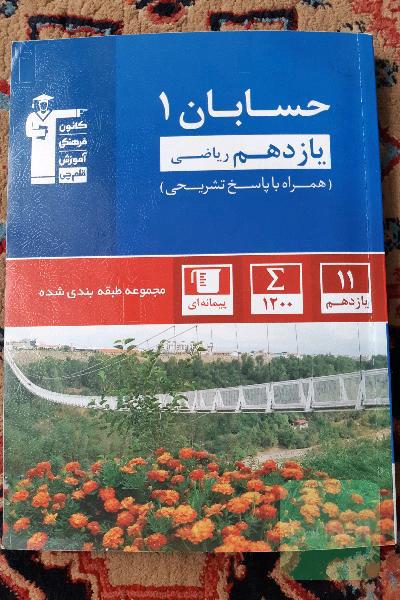 حسابان ۱
یازدهم ریاضی
(همراه با پاسخ تشریحی)
کانون
فرهنگی
آموزش
قلم‌چی
۱۱
یازدهم
Σ
۱۲۰۰
پیمانه‌ای
مجموعه طبقه بندی شده